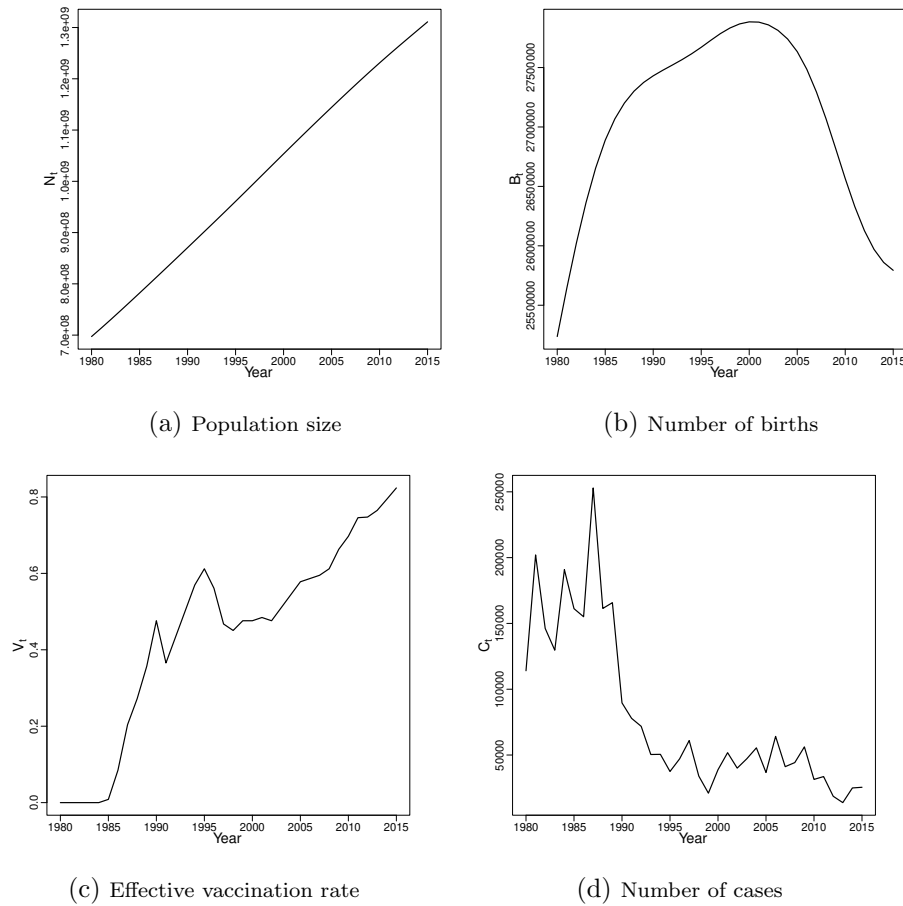 1.3e+09
1.2e+09
1.1e+09
1.0e+09
9.0e+08
8.0e+08
7.0e+08
N_t
1980 1985 1990 1995 2000 2005 2010 2015
Year
(a) Population size
27500000
27000000
26500000
26000000
25500000
B_t
1980 1985 1990 1995 2000 2005 2010 2015
Year
(b) Number of births
0.8
0.6
0.4
0.2
0.0
V_t
1980 1985 1990 1995 2000 2005 2010 2015
Year
(c) Effective vaccination rate
250000
200000
150000
100000
50000
C_t
1980 1985 1990 1995 2000 2005 2010 2015
Year
(d) Number of cases